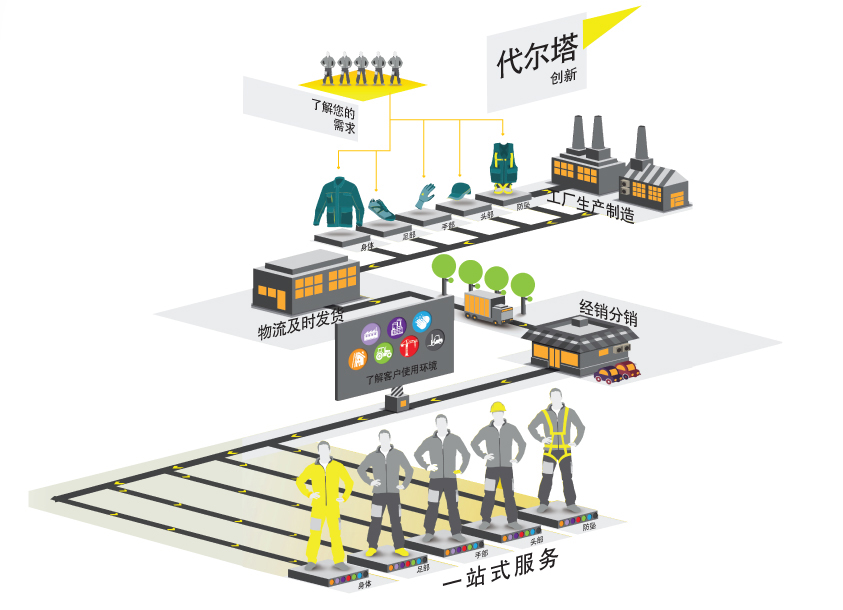 代尔塔
创新
了解您的
需求
工厂生产制造
防坠
头部
手部
足部
身体
物流及时发货
经销分销
了解客户使用环境
防坠
头部
手部
足部
身体
一站式服务